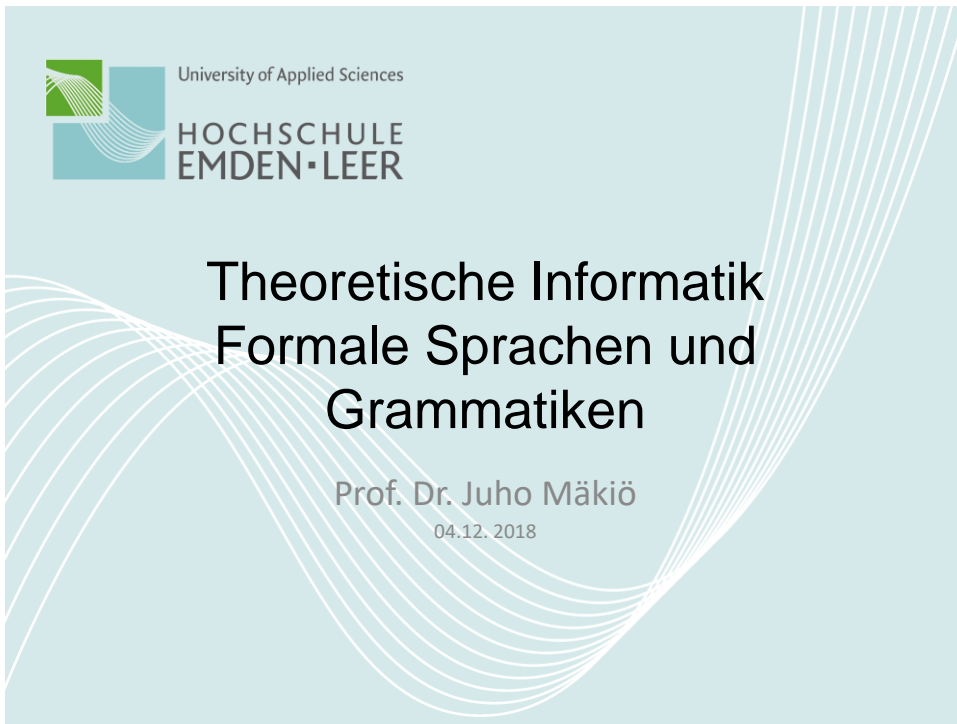 University of Applied Sciences
HOCHSCHULE
EMDEN▪LEER
Theoretische Informatik
Formale Sprachen und
Grammatiken
Prof. Dr. Juho Mäkiö
04.12. 2018